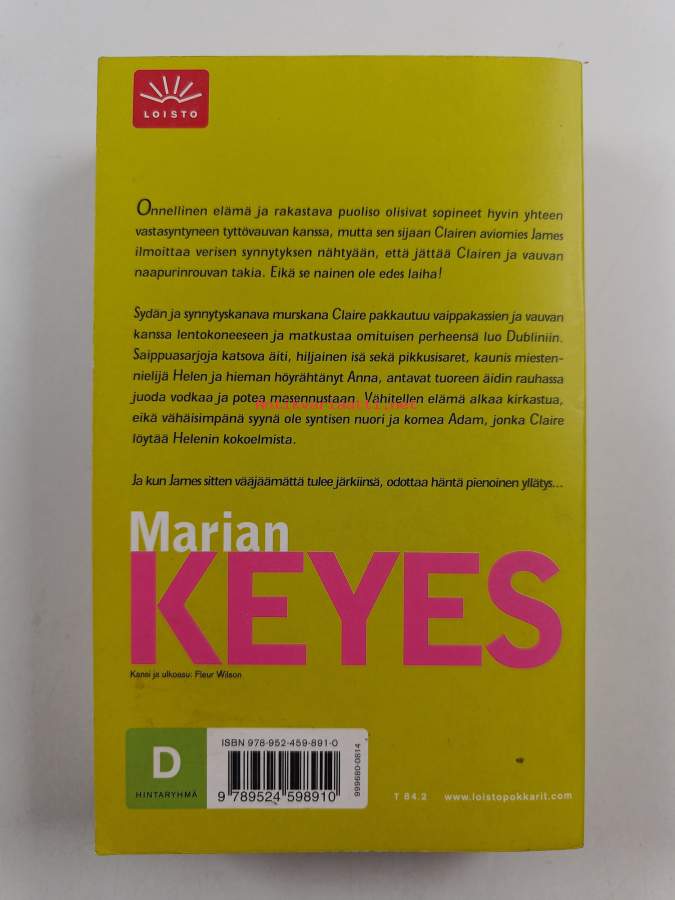 LOISTO
Onnellinen elämä ja rakastava puoliso olisivat sopineet hyvin yhteen
vastasyntyneen tyttövauvan kanssa, mutta sen sijaan Clairen aviomies James
ilmoittaa verisen synnytyksen nähtyään, että jättää Clairen ja vauvan
naapurinrouvan takia. Eikä se nainen ole edes laiha!
Sydän ja synnytyskanava murskana Claire pakkautuu vaippakassien ja vauvan
kanssa lentokoneeseen ja matkustaa omituisen perheensä luo Dubliniin.
Saippuasarjoja katsova äiti, hiljainen isä sekä pikkusisaret, kaunis miesten-
nielijä Helen ja hieman höyrähtänyt Anna, antavat tuoreen äidin rauhassa
juoda vodkaa ja potea masennustaan. Vähitellen elämä alkaa kirkastua,
eikä vähäisimpänä syynä ole syntisen nuori ja komea Adam, jonka Claire
löytää Helenin kokoelmista.
Ja kun James sitten vääjäämättä tulee järkiinsä, odottaa häntä pienoinen yllätys...
Antikvariaatti.net
Marian
KEYES
Kansi ja ulkoasu: Fleur Wilson
D
HINTARYHMÄ
ISBN 978-952-459-891-0
9 789524 598910
999680-0814
T 84.2 www.loistopokkarit.com